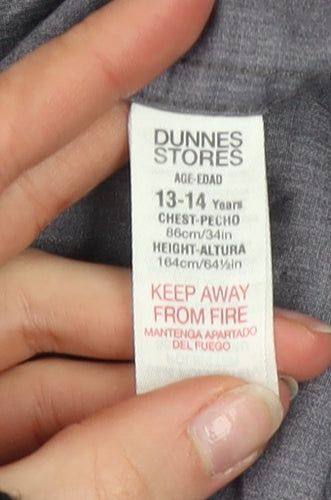 DUNNES
STORES
AGE-EDAD
13-14 Years
CHEST-PECHO
86cm/34in
HEIGHT-ALTURA
164cm/64½in
KEEP AWAY
FROM FIRE
MANTENGA APARTADO
DEL FUEGO